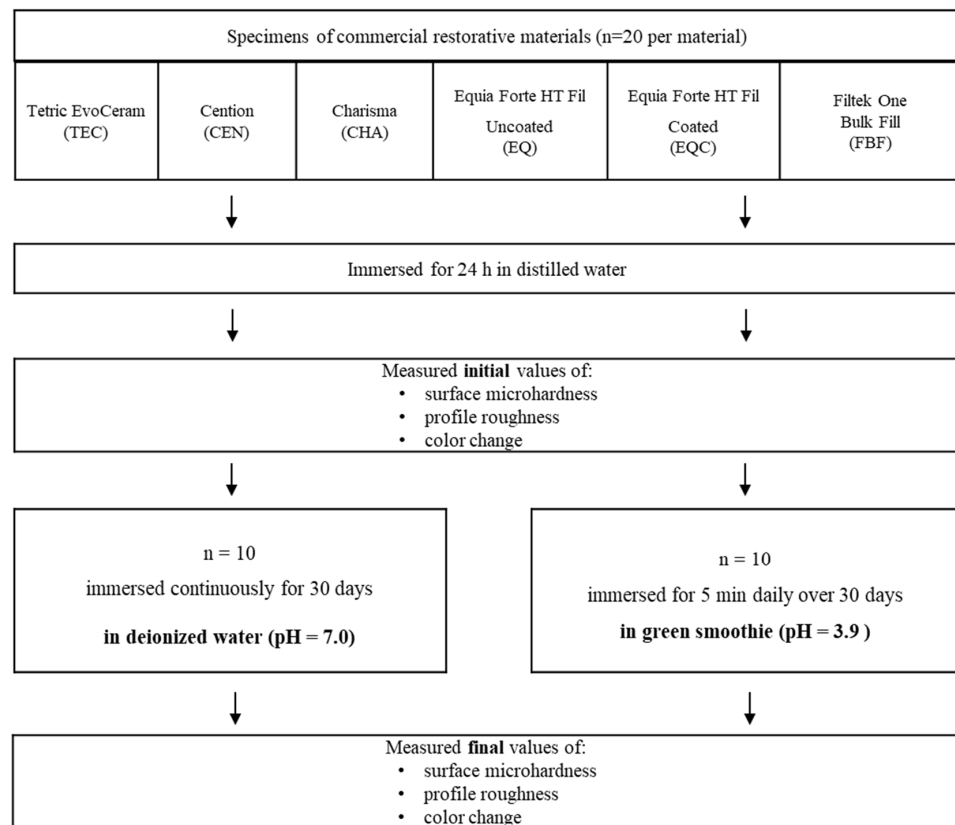 Specimens of commercial restorative materials (n=20 per material)
Tetric EvoCeram
(TEC)
Cention
(CEN)
Charisma
(CHA)
Equia Forte HT Fil
Uncoated
(EQ)
Equia Forte HT Fil
Coated
(EQC)
Filtek One
Bulk Fill
(FBF)
Immersed for 24 h in distilled water
Measured initial values of:
• surface microhardness
• profile roughness
• color change
n = 10
immersed continuously for 30 days
in deionized water (pH = 7.0)
n = 10
immersed for 5 min daily over 30 days
in green smoothie (pH = 3.9 )
Measured final values of:
• surface microhardness
• profile roughness
• color change